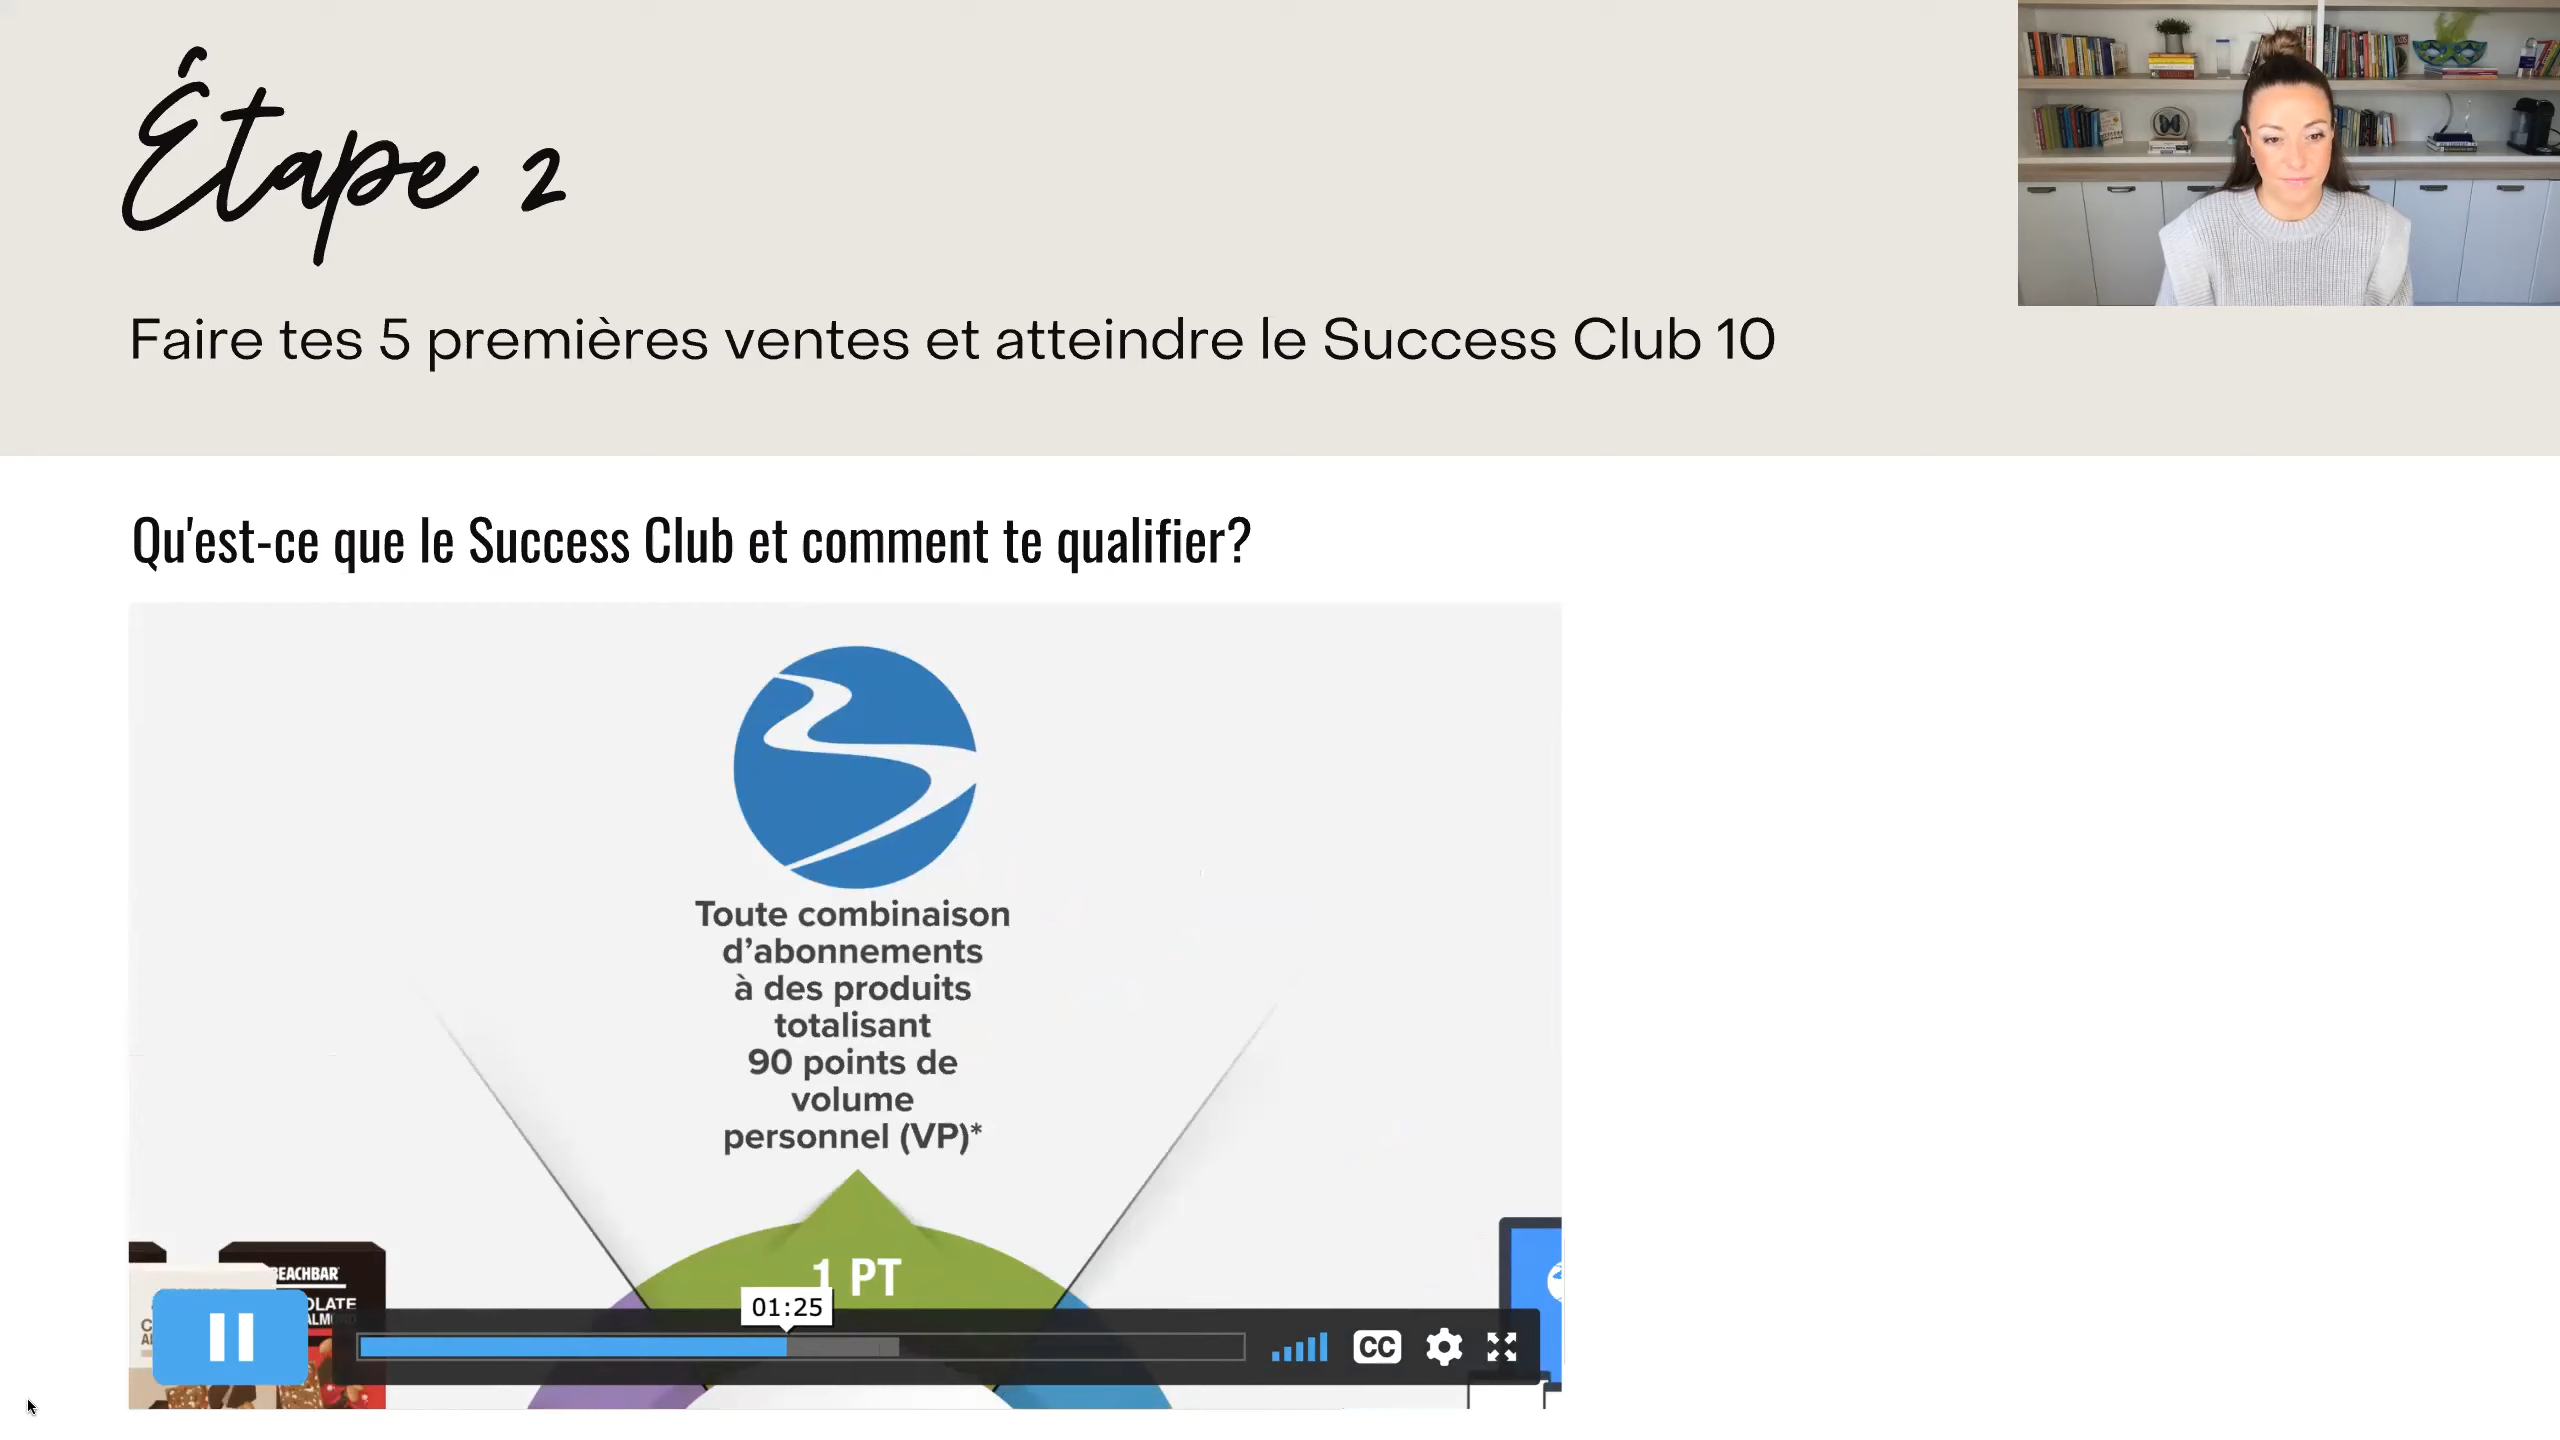 Étape 2
Faire tes 5 premières ventes et atteindre le Success Club 10
Qu'est-ce que le Success Club et comment te qualifier?
Toute combinaison
d’abonnements
à des produits
totalisant
90 points de
volume
personnel (VP)*
1 PT
BEACHBAR
01:25
CC